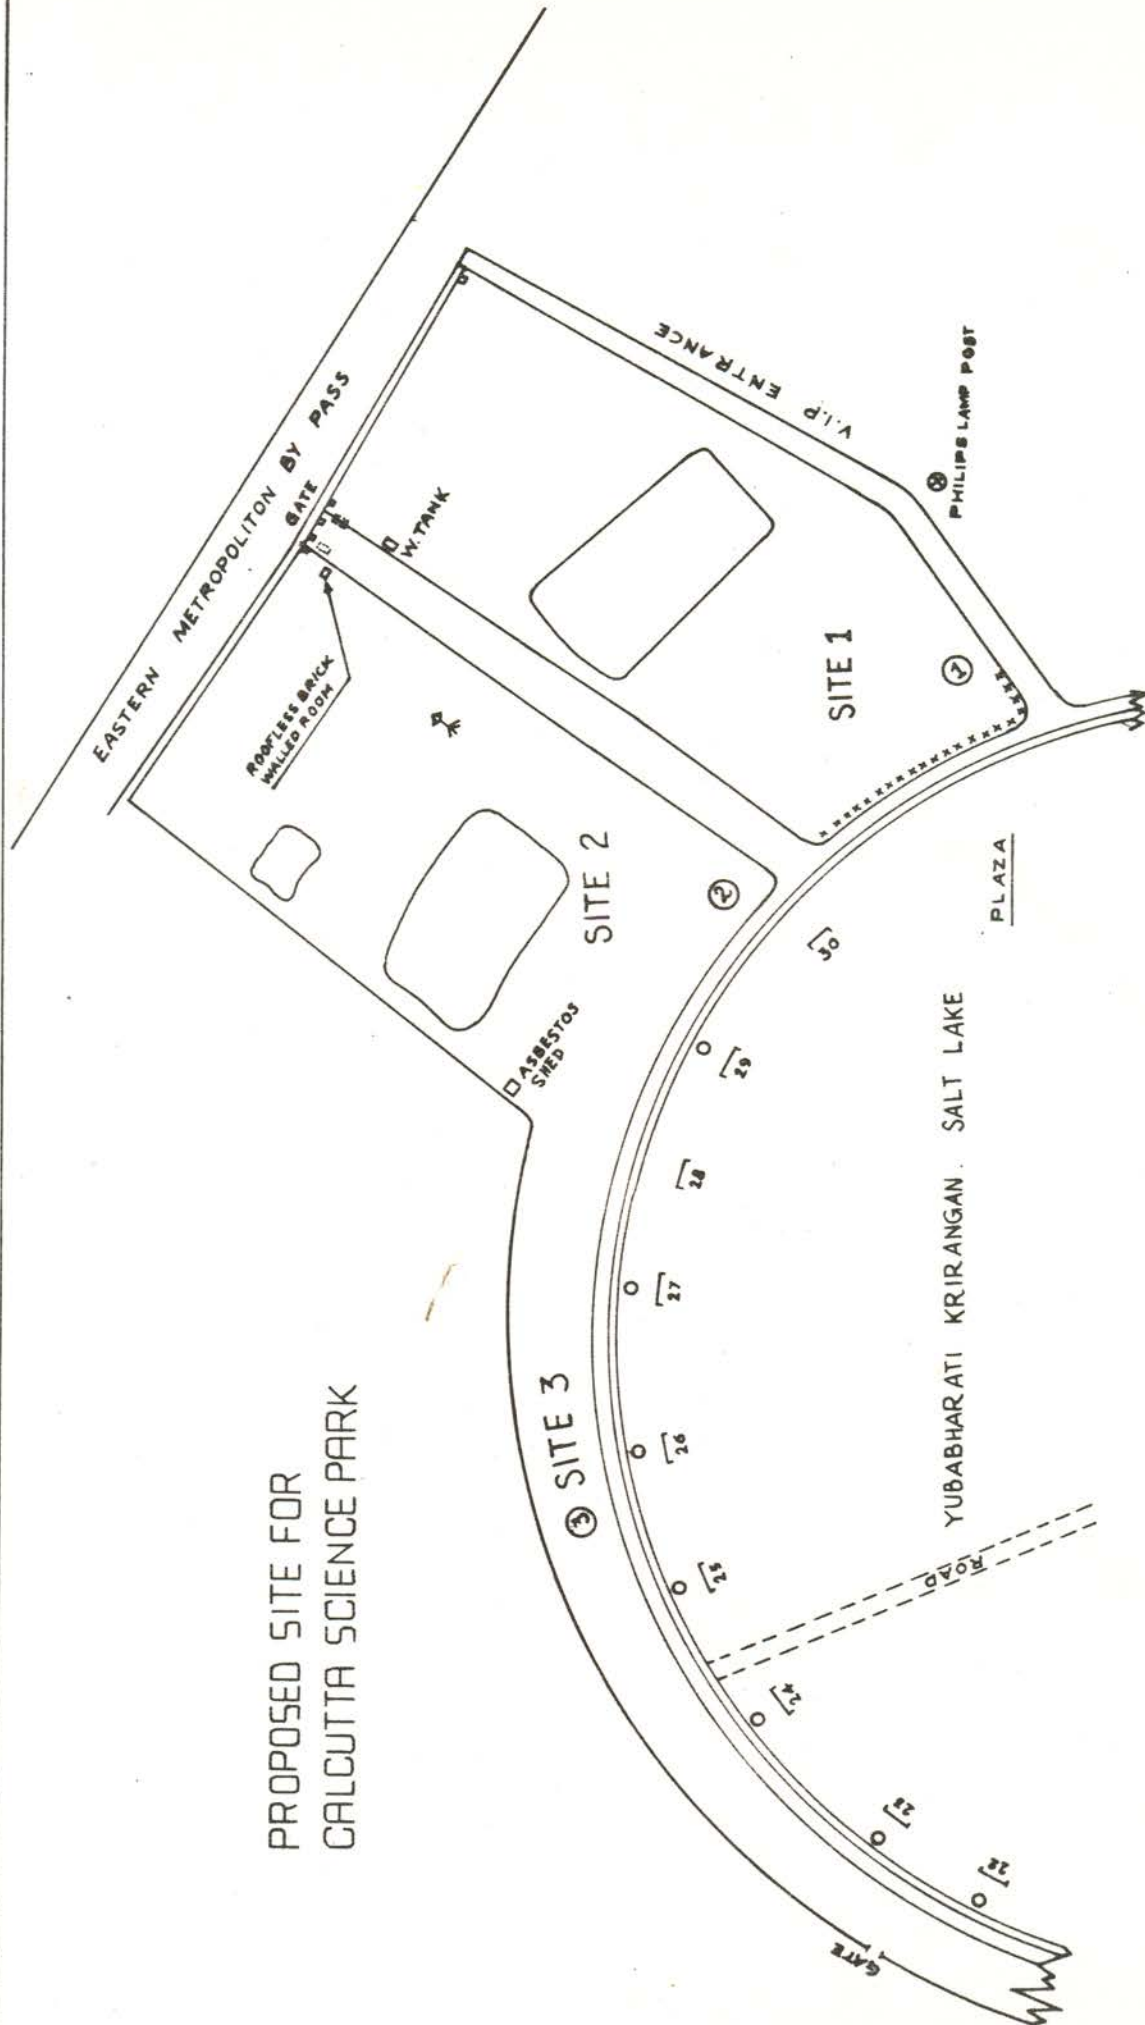 PROPOSED SITE FOR
CALCUTTA SCIENCE PARK
EASTERN METROPOLITON BY PASS
GATE
ROOFLESS BRICK
WALLED ROOM
W. TANK
V.I.P ENTRANCE
PHILIPS LAMP POST
SITE 1
1
SITE 2
2
ASBESTOS
SHED
3 SITE 3
PLAZA
30
29
28
27
26
25
24
23
22
ROAD
YUBABHARATI KRIRANGAN. SALT LAKE
GATE